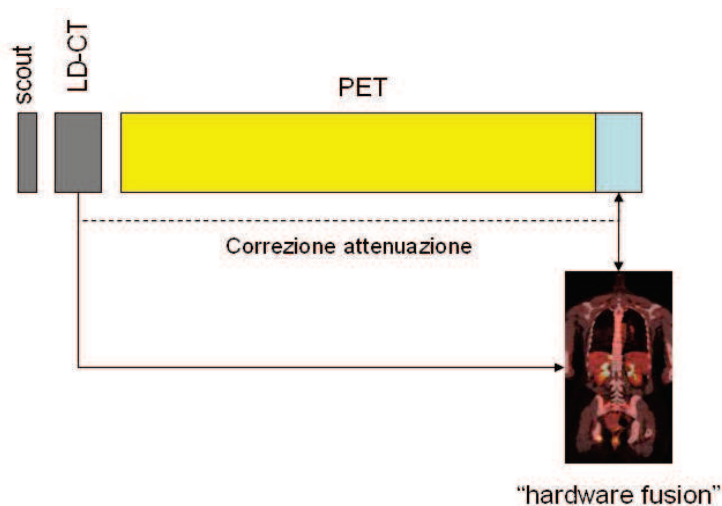 scout
LD-CT
PET
Correzione attenuazione
“hardware fusion”